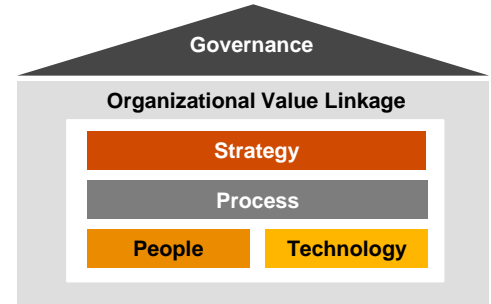 Governance
Organizational Value Linkage
Strategy
Process
People
Technology